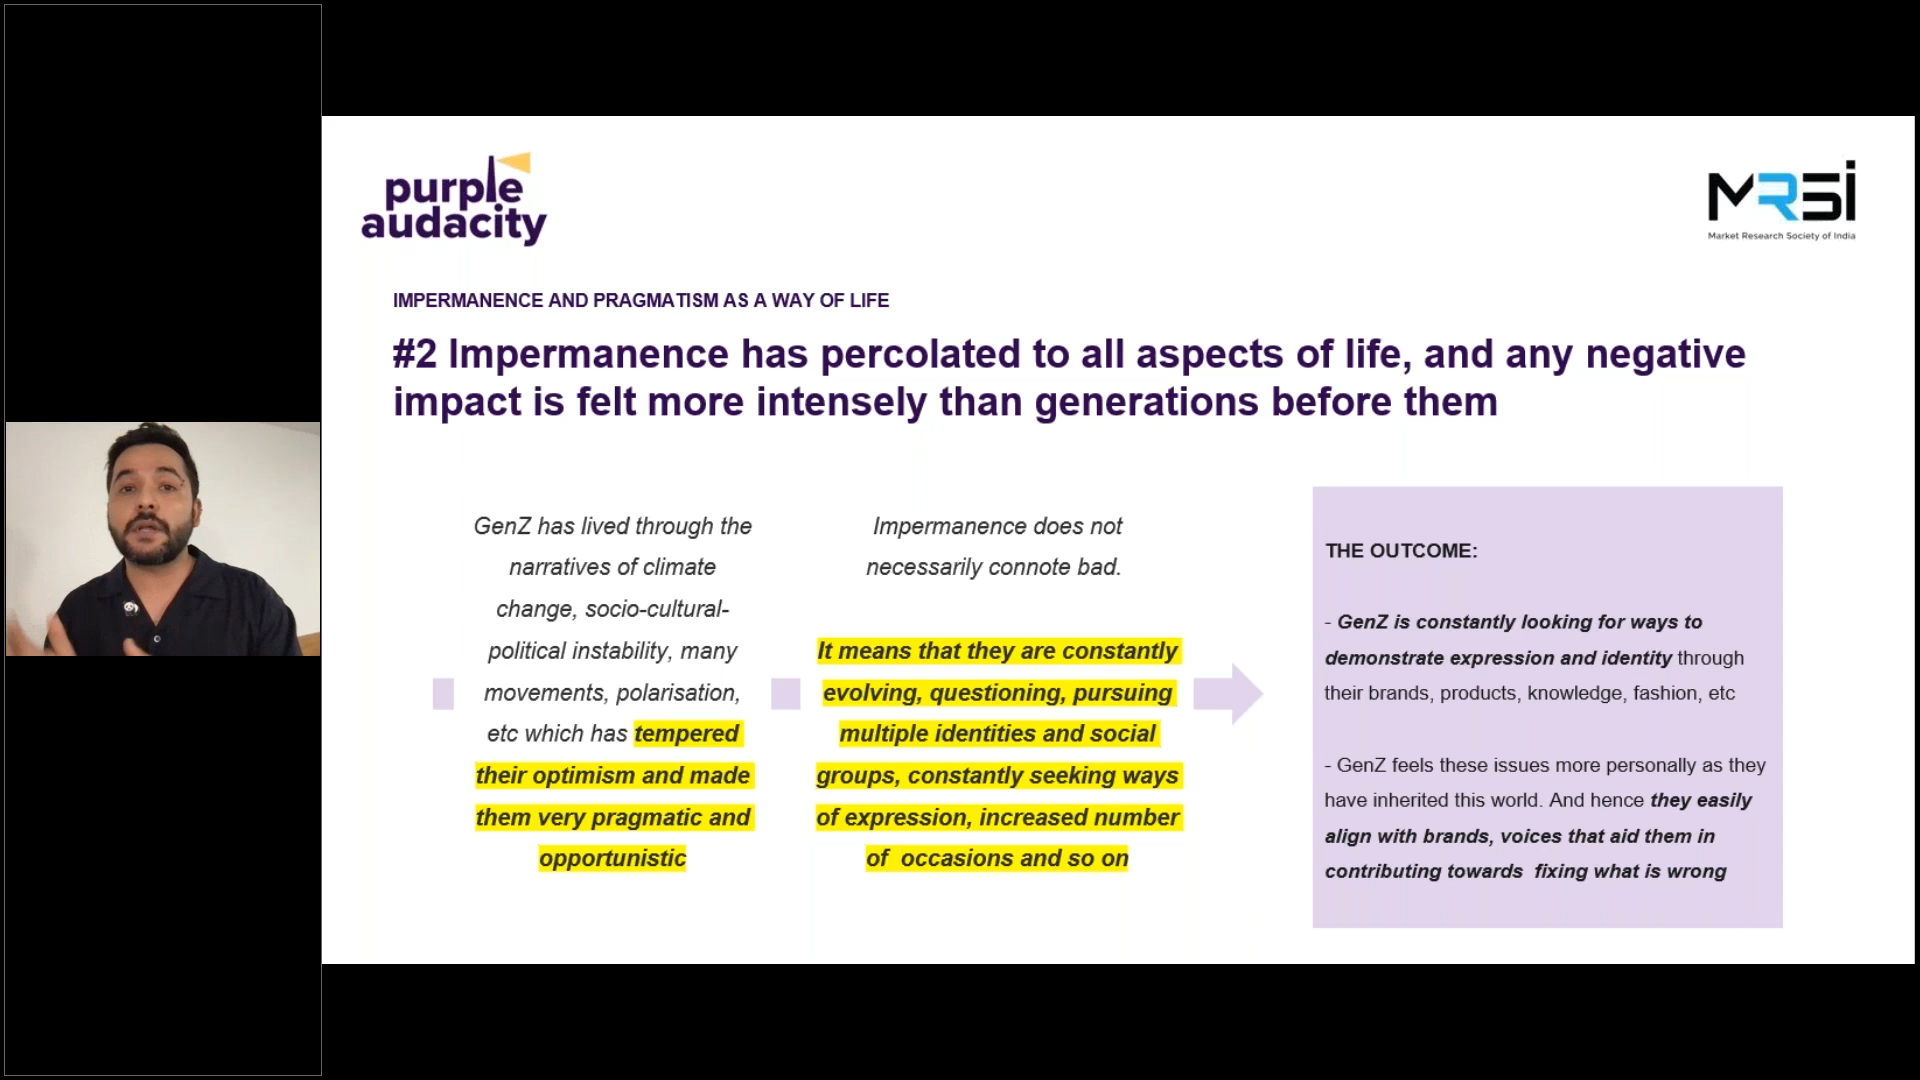 purple
audacity
MRSI
Market Research Society of India
IMPERMANENCE AND PRAGMATISM AS A WAY OF LIFE
#2 Impermanence has percolated to all aspects of life, and any negative
impact is felt more intensely than generations before them
GenZ has lived through the
narratives of climate
change, socio-cultural-
political instability, many
movements, polarisation,
etc which has tempered
their optimism and made
them very pragmatic and
opportunistic
Impermanence does not
necessarily connote bad.
It means that they are constantly
evolving, questioning, pursuing
multiple identities and social
groups, constantly seeking ways
of expression, increased number
of  occasions and so on
THE OUTCOME:
- GenZ is constantly looking for ways to
demonstrate expression and identity through
their brands, products, knowledge, fashion, etc
- GenZ feels these issues more personally as they
have inherited this world. And hence they easily
align with brands, voices that aid them in
contributing towards  fixing what is wrong